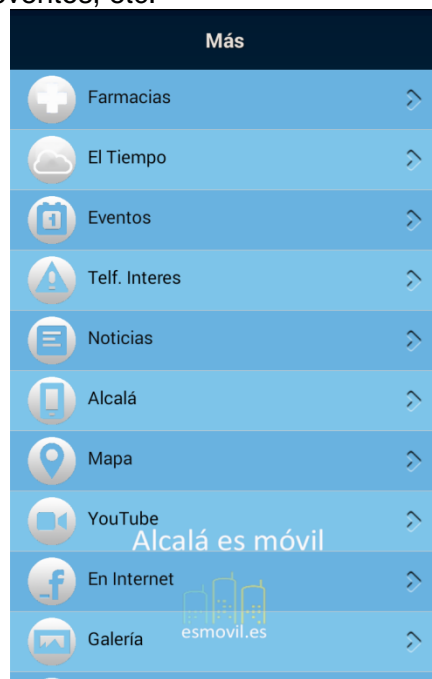 eventos, etc.
Más
Farmacias
El Tiempo
Eventos
Telf. Interes
Noticias
Alcalá
Mapa
YouTube
Alcalá es móvil
En Internet
esmovil.es
Galería